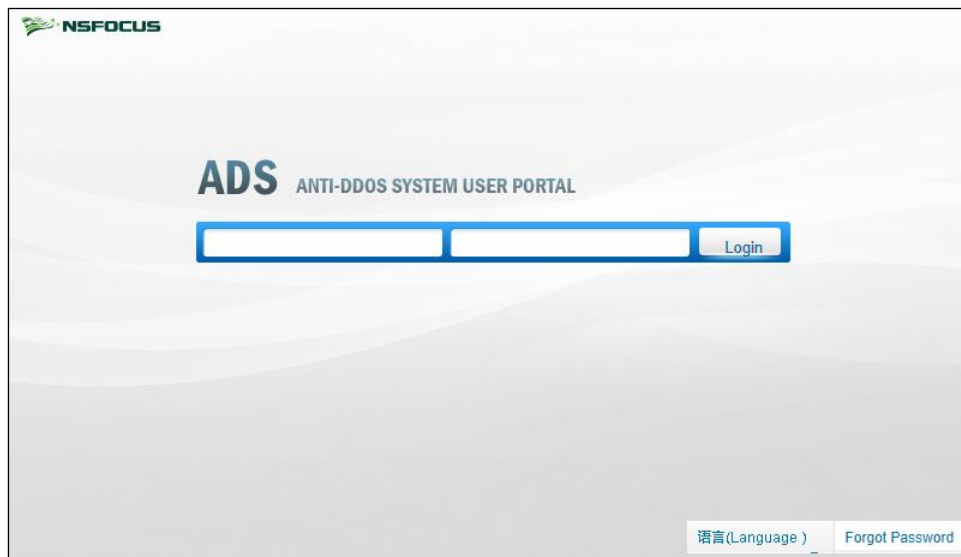 NSFOCUS
ADS ANTI-DDOS SYSTEM USER PORTAL
Login
语言(Language) Forgot Password